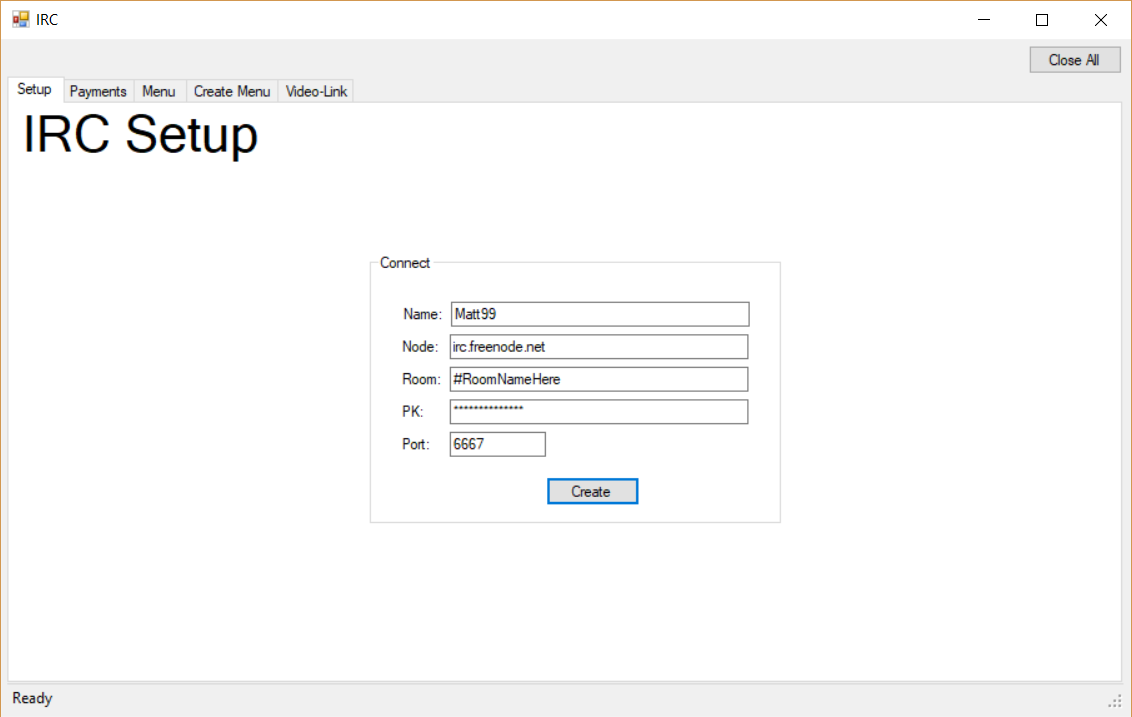 IRC
Close All
Setup Payments Menu Create Menu Video-Link
IRC Setup
Connect
Name: Matt99
Node: irc.freenode.net
Room: #RoomNameHere
PK: **************
Port: 6667
Create
Ready